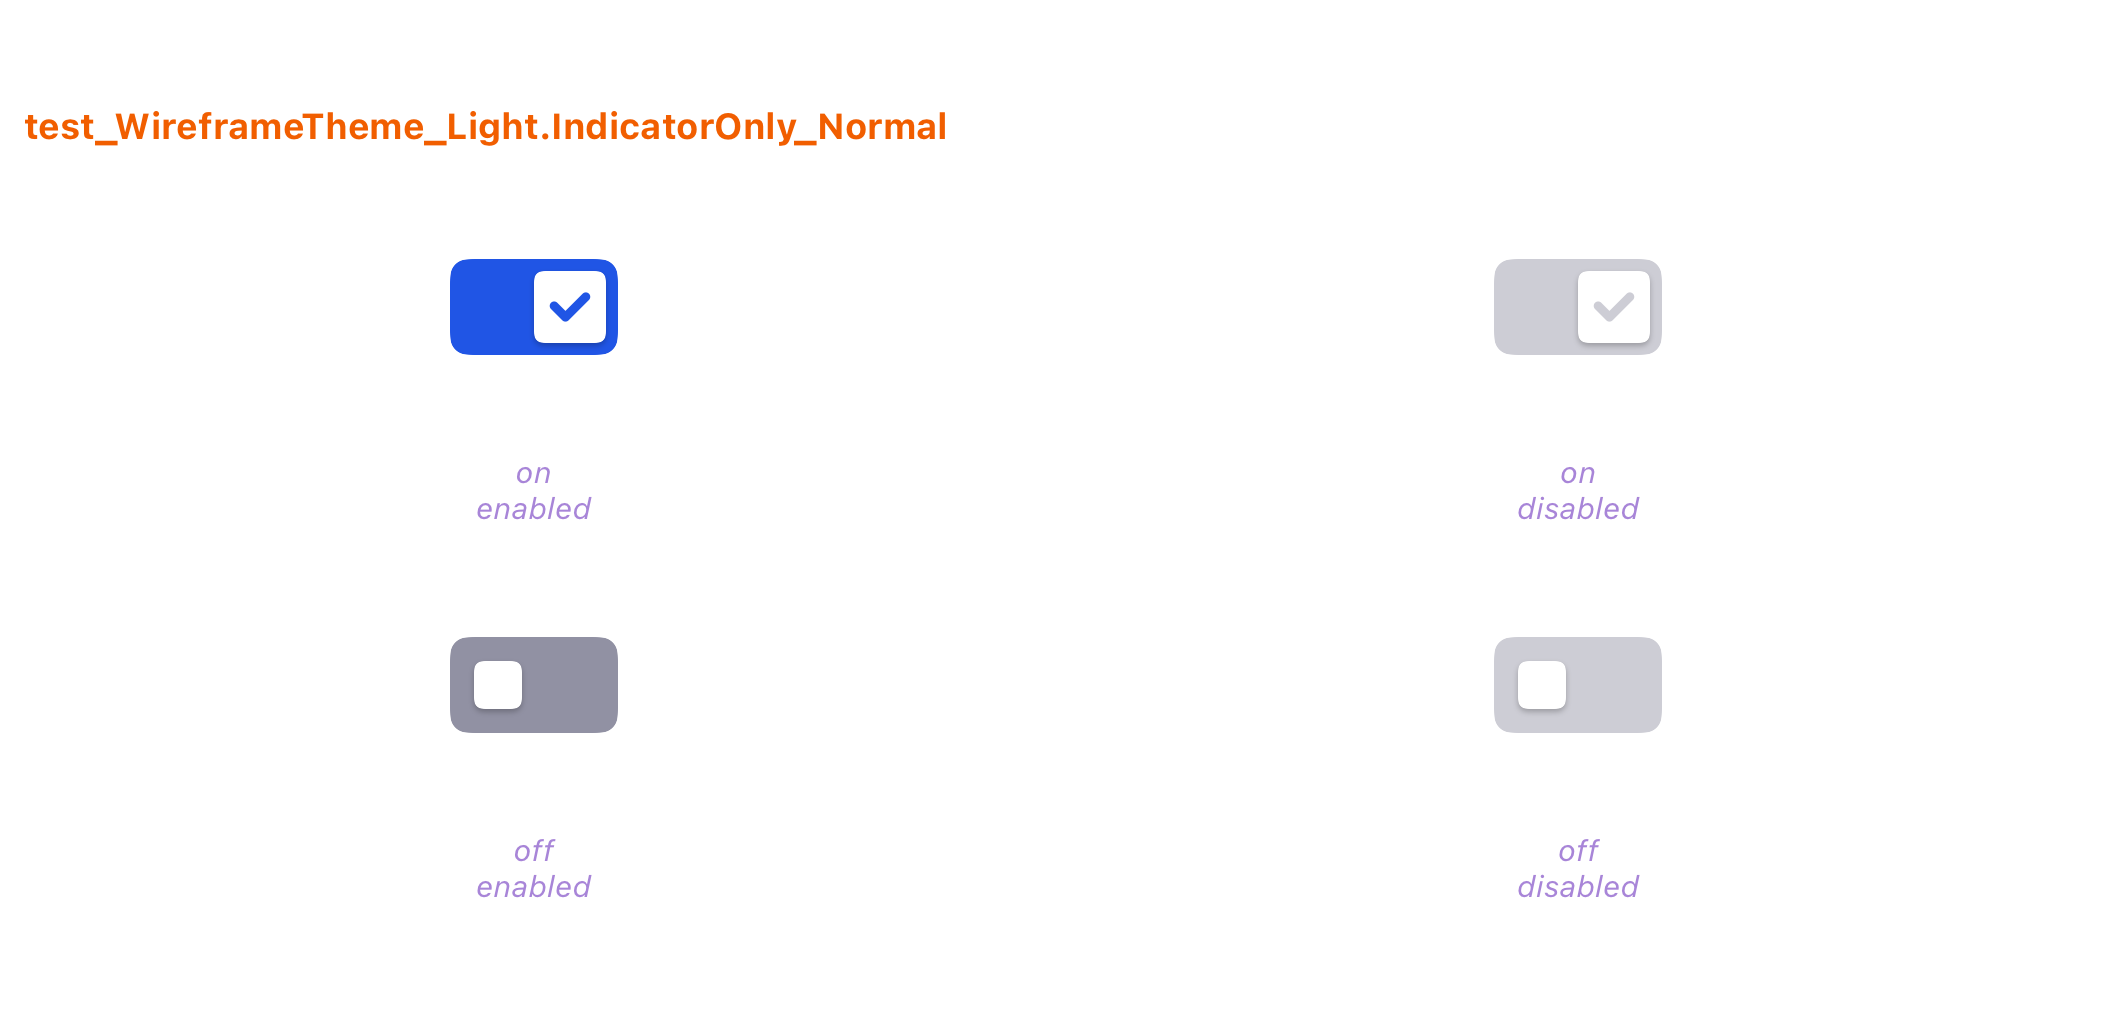 test_WireframeTheme_Light.IndicatorOnly_Normal
on
enabled
on
disabled
off
enabled
off
disabled